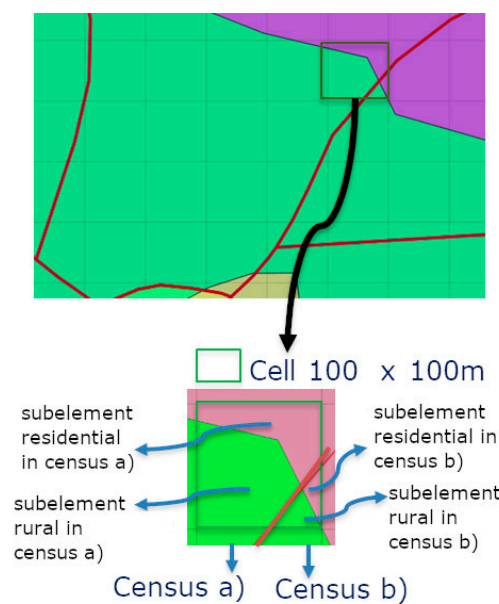 Cell 100 x 100m
subelement
residential
in census a)
subelement
residential in
census b)
subelement
rural in
census a)
subelement
rural in
census b)
Census a)
Census b)